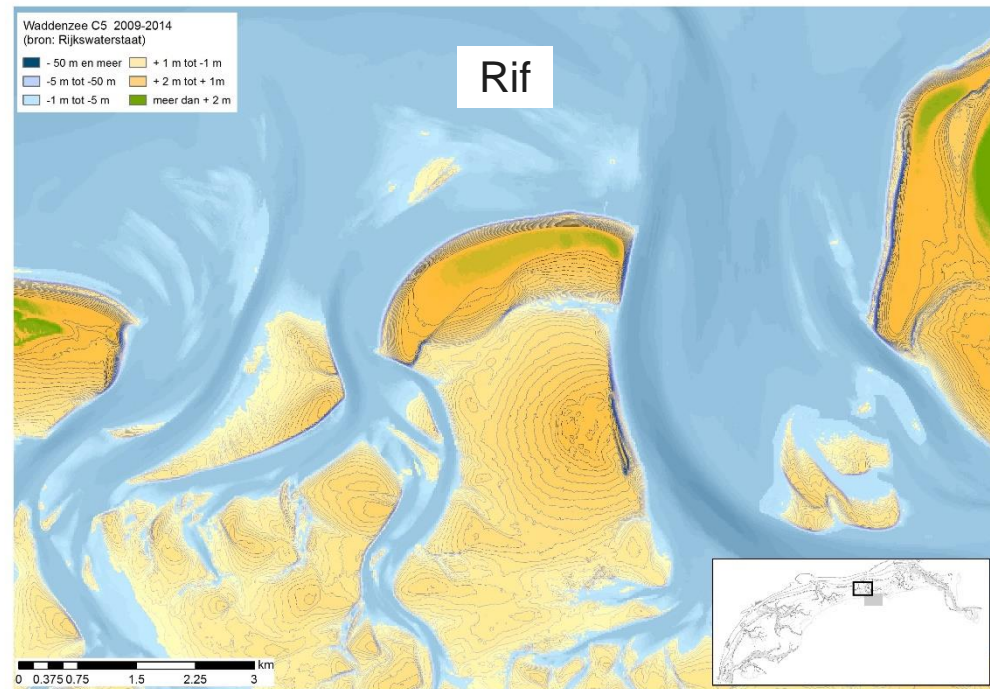 Waddenzee C5 2009-2014
(bron: Rijkswaterstaat)
- 50 m en meer
-5 m tot -50 m
-1 m tot -5 m
+ 1 m tot -1 m
+ 2 m tot + 1m
meer dan + 2 m
Rif
km
0 0.375 0.75 1.5 2.25 3